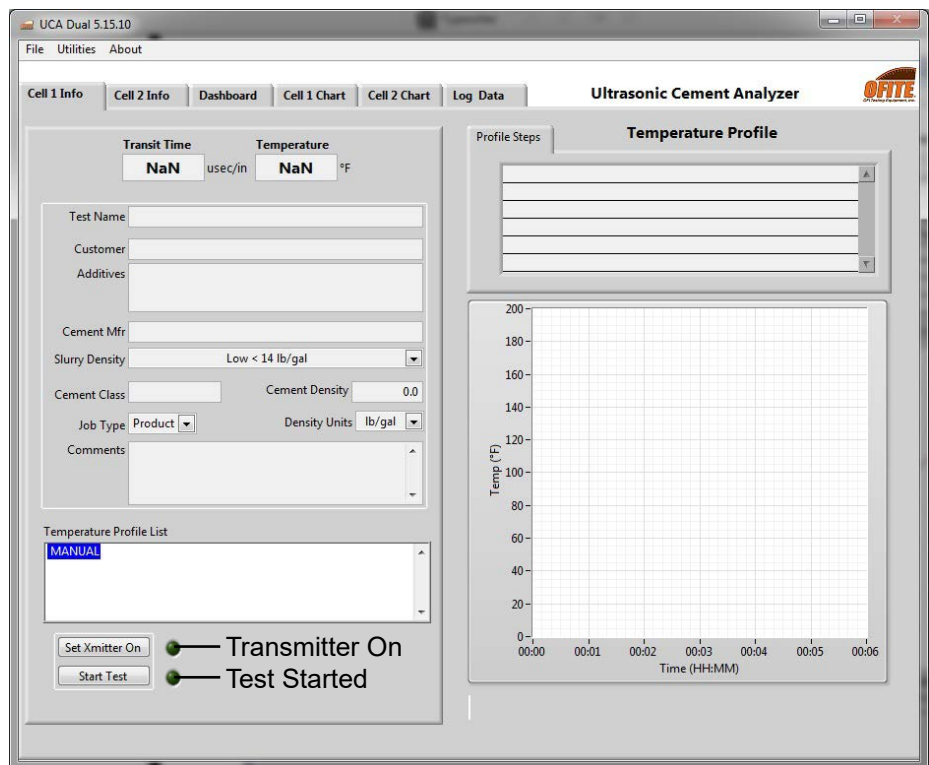 UCA Dual 5.15.10
File Utilities About
Cell 1 Info Cell 2 Info Dashboard Cell 1 Chart Cell 2 Chart Log Data
Ultrasonic Cement Analyzer
OFITE
Transit Time Temperature
NaN usec/in NaN °F
Test Name
Customer
Additives
Cement Mfr
Slurry Density Low < 14 lb/gal
Cement Class Cement Density 0.0
Job Type Product Density Units lb/gal
Comments
Temperature Profile List
MANUAL
Set Xmitter On Transmitter On
Start Test Test Started
Profile Steps Temperature Profile
200
180
160
140
120
100
80
60
40
20
0
Temp (°F)
00:00 00:01 00:02 00:03 00:04 00:05 00:06
Time (HH:MM)